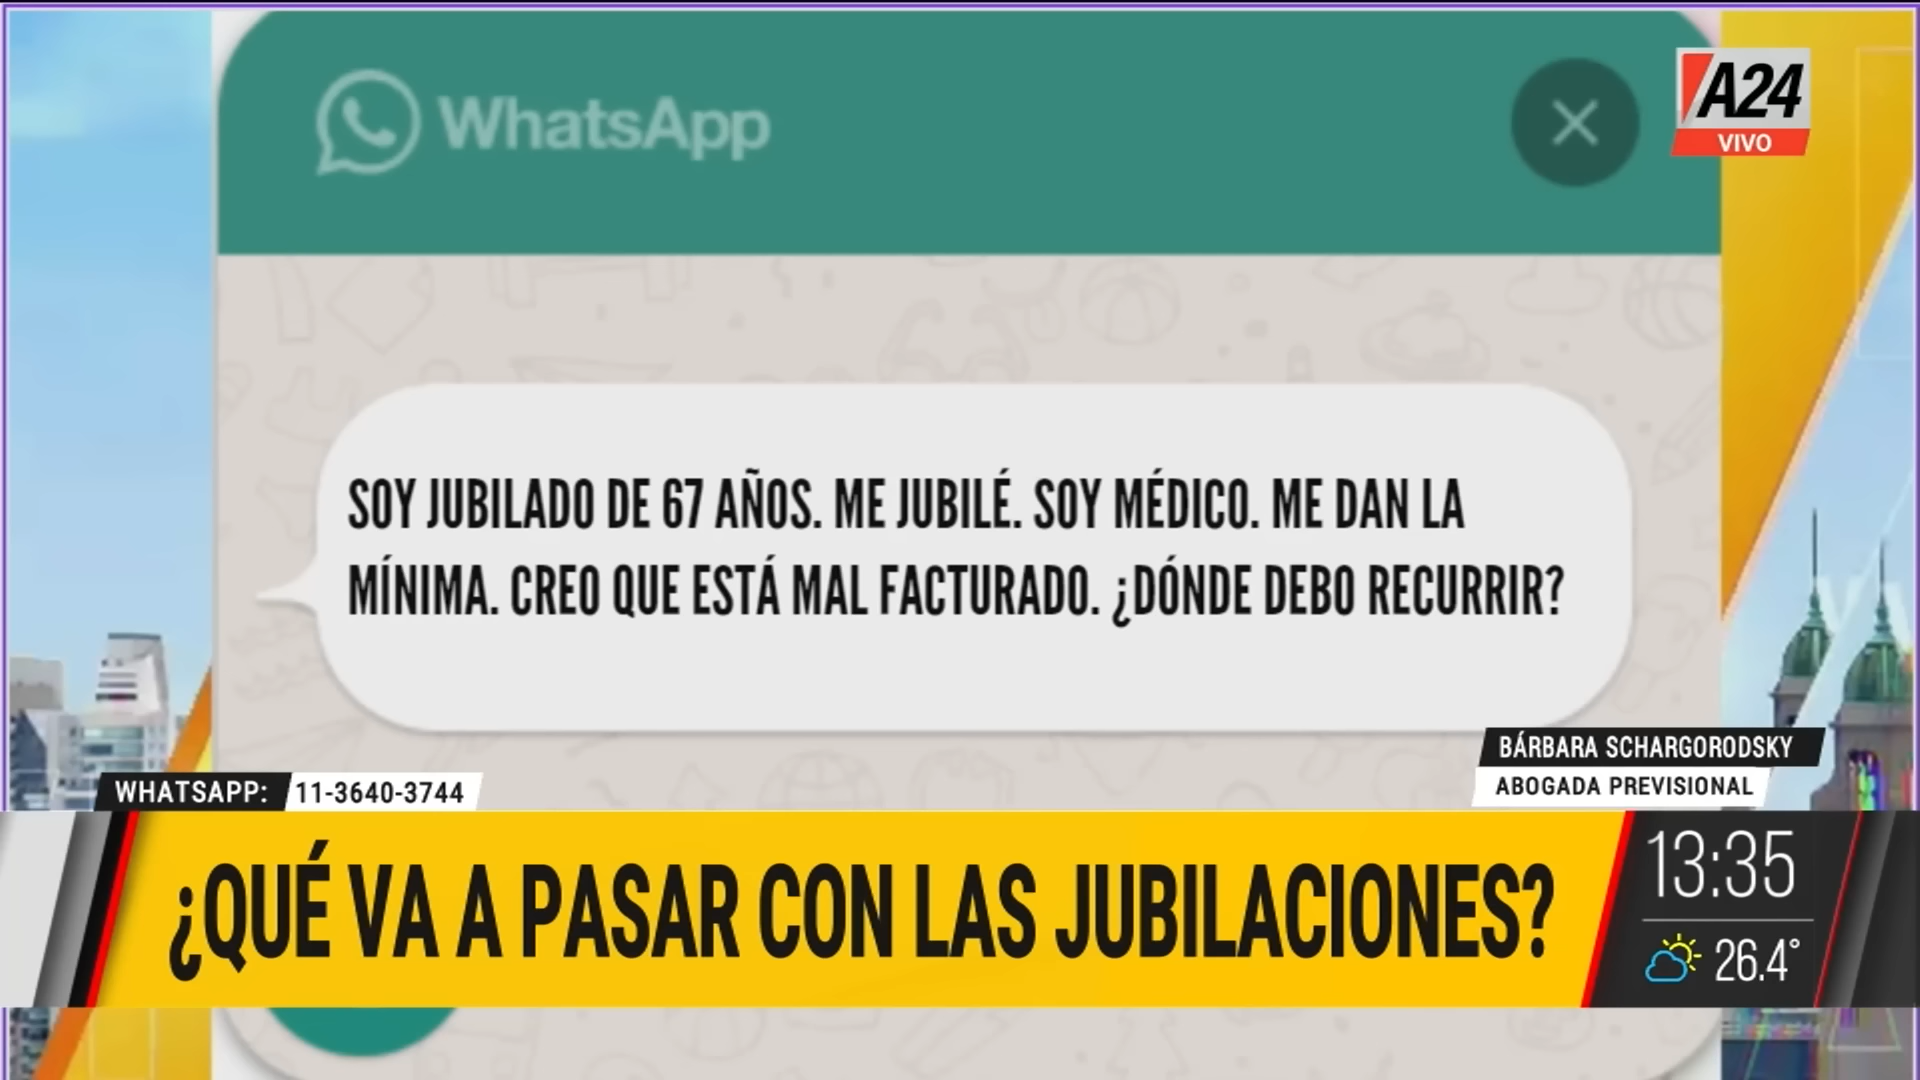 WhatsApp
A24
VIVO
SOY JUBILADO DE 67 AÑOS. ME JUBILÉ. SOY MÉDICO. ME DAN LA
MÍNIMA. CREO QUE ESTÁ MAL FACTURADO. ¿DÓNDE DEBO RECURRIR?
BÁRBARA SCHARGORODSKY
ABOGADA PREVISIONAL
WHATSAPP: 11-3640-3744
¿QUÉ VA A PASAR CON LAS JUBILACIONES?
13:35
26.4°